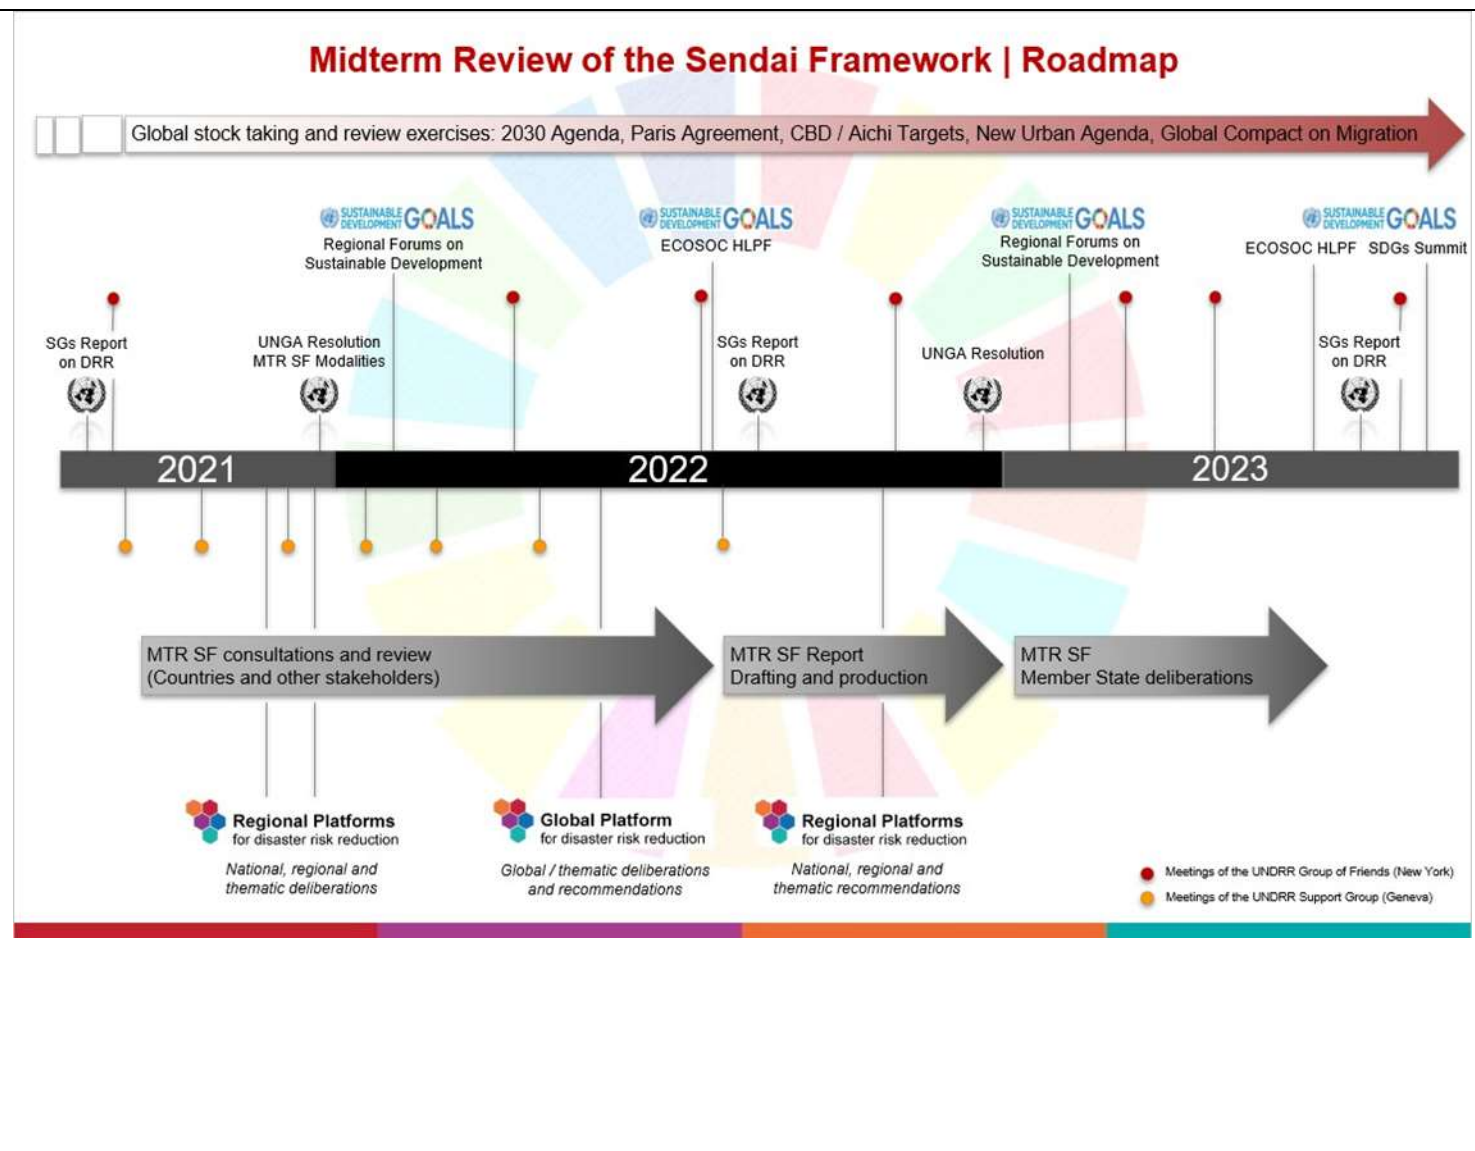 Midterm Review of the Sendai Framework | Roadmap
Global stock taking and review exercises: 2030 Agenda, Paris Agreement, CBD / Aichi Targets, New Urban Agenda, Global Compact on Migration
SUSTAINABLE DEVELOPMENT GOALS
Regional Forums on
Sustainable Development
SUSTAINABLE DEVELOPMENT GOALS
ECOSOC HLPF
SUSTAINABLE DEVELOPMENT GOALS
Regional Forums on
Sustainable Development
SUSTAINABLE DEVELOPMENT GOALS
ECOSOC HLPF SDGs Summit
SGs Report
on DRR
UNGA Resolution
MTR SF Modalities
SGs Report
on DRR
UNGA Resolution
SGs Report
on DRR
2021
2022
2023
MTR SF consultations and review
(Countries and other stakeholders)
MTR SF Report
Drafting and production
MTR SF
Member State deliberations
Regional Platforms
for disaster risk reduction
National, regional and
thematic deliberations
Global Platform
for disaster risk reduction
Global / thematic deliberations
and recommendations
Regional Platforms
for disaster risk reduction
National, regional and
thematic recommendations
Meetings of the UNDRR Group of Friends (New York)
Meetings of the UNDRR Support Group (Geneva)